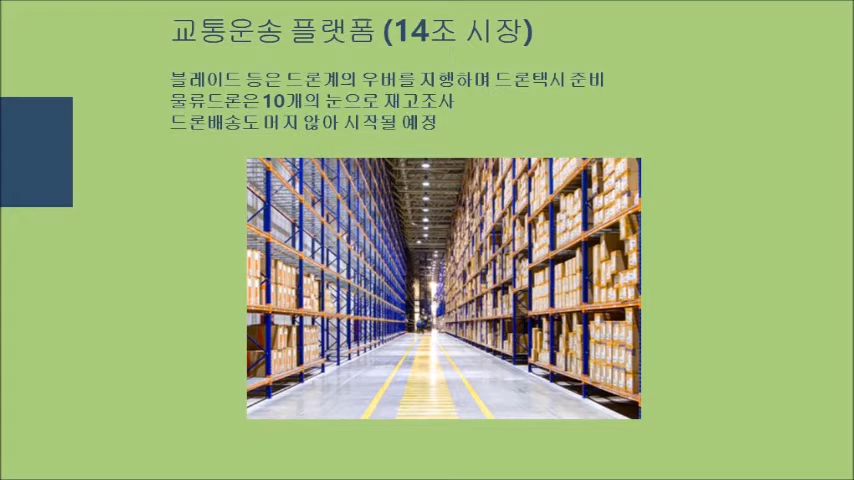 교통운송 플랫폼 (14조 시장)
블레이드 등은 드론계의 우버를 지행하며 드론택시 준비
물류드론은 10개의 눈으로 재고조사
드론배송도 머지 않아 시작될 예정